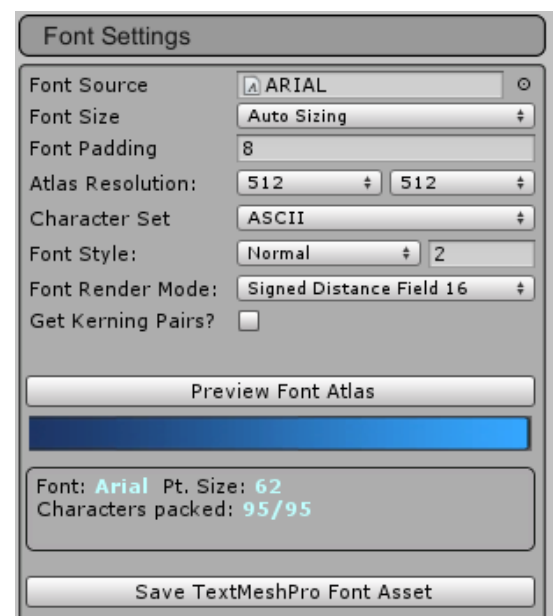 Font Settings
Font Source ARIAL
Font Size Auto Sizing
Font Padding 8
Atlas Resolution: 512 512
Character Set ASCII
Font Style: Normal 2
Font Render Mode: Signed Distance Field 16
Get Kerning Pairs?
Preview Font Atlas
Font: Arial Pt. Size: 62
Characters packed: 95/95
Save TextMeshPro Font Asset